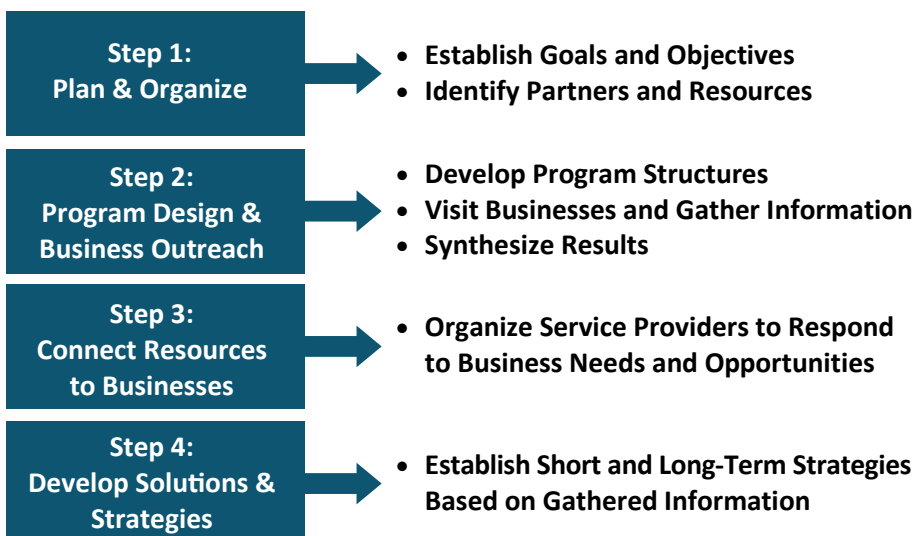 Step 1:
Plan & Organize
• Establish Goals and Objectives
• Identify Partners and Resources
Step 2:
Program Design &
Business Outreach
• Develop Program Structures
• Visit Businesses and Gather Information
• Synthesize Results
Step 3:
Connect Resources
to Businesses
• Organize Service Providers to Respond
to Business Needs and Opportunities
Step 4:
Develop Solutions &
Strategies
• Establish Short and Long-Term Strategies
Based on Gathered Information